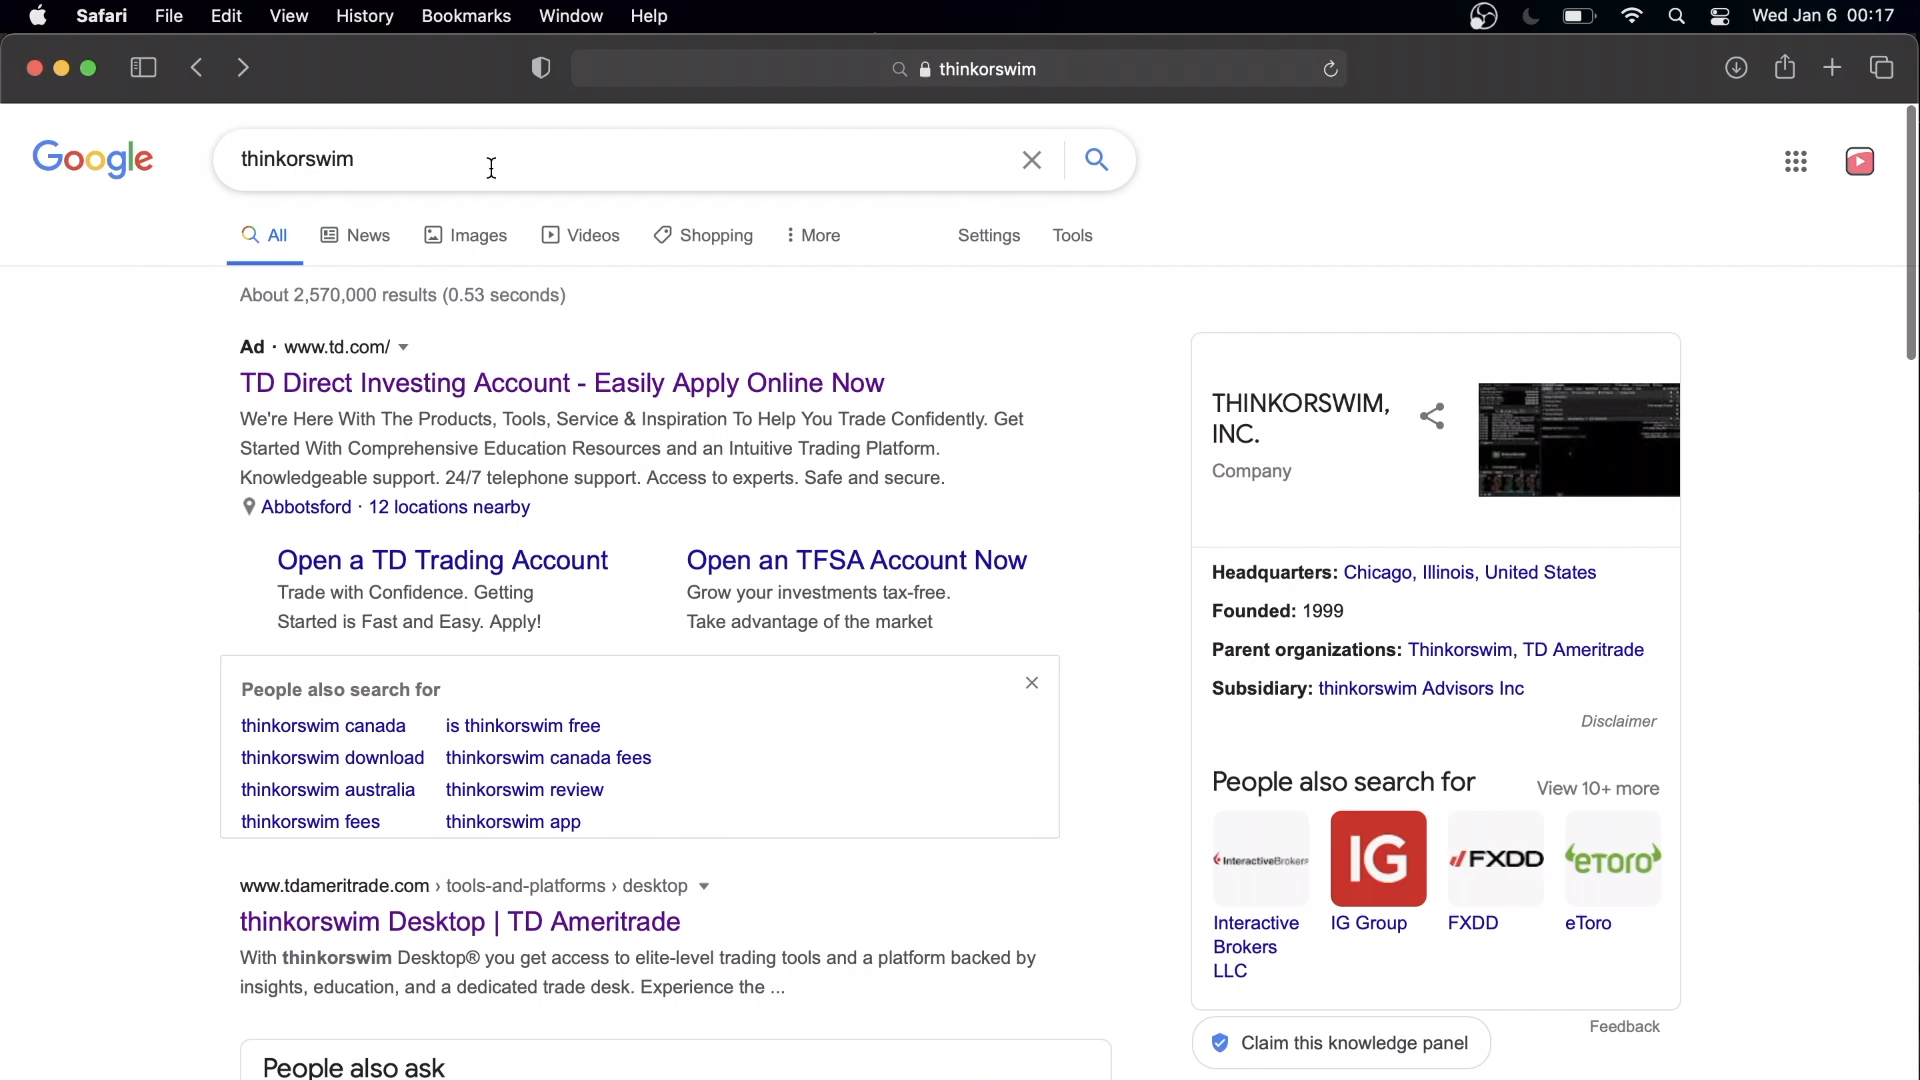 Safari File Edit View History Bookmarks Window Help Wed Jan 6 00:17
thinkorswim
Google
thinkorswim
All News Images Videos Shopping More Settings Tools
About 2,570,000 results (0.53 seconds)
Ad · www.td.com/
TD Direct Investing Account - Easily Apply Online Now
We're Here With The Products, Tools, Service & Inspiration To Help You Trade Confidently. Get
Started With Comprehensive Education Resources and an Intuitive Trading Platform.
Knowledgeable support. 24/7 telephone support. Access to experts. Safe and secure.
Abbotsford · 12 locations nearby
Open a TD Trading Account
Trade with Confidence. Getting
Started is Fast and Easy. Apply!
Open an TFSA Account Now
Grow your investments tax-free.
Take advantage of the market
People also search for
thinkorswim canada
is thinkorswim free
thinkorswim download
thinkorswim canada fees
thinkorswim australia
thinkorswim review
thinkorswim fees
thinkorswim app
www.tdameritrade.com › tools-and-platforms › desktop
thinkorswim Desktop | TD Ameritrade
With thinkorswim Desktop® you get access to elite-level trading tools and a platform backed by
insights, education, and a dedicated trade desk. Experience the ...
People also ask
THINKORSWIM,
INC.
Company
Headquarters: Chicago, Illinois, United States
Founded: 1999
Parent organizations: Thinkorswim, TD Ameritrade
Subsidiary: thinkorswim Advisors Inc
Disclaimer
People also search for
View 10+ more
InteractiveBrokers
IG
FXDD
eToro
Interactive
Brokers
LLC
IG Group
FXDD
eToro
Feedback
Claim this knowledge panel